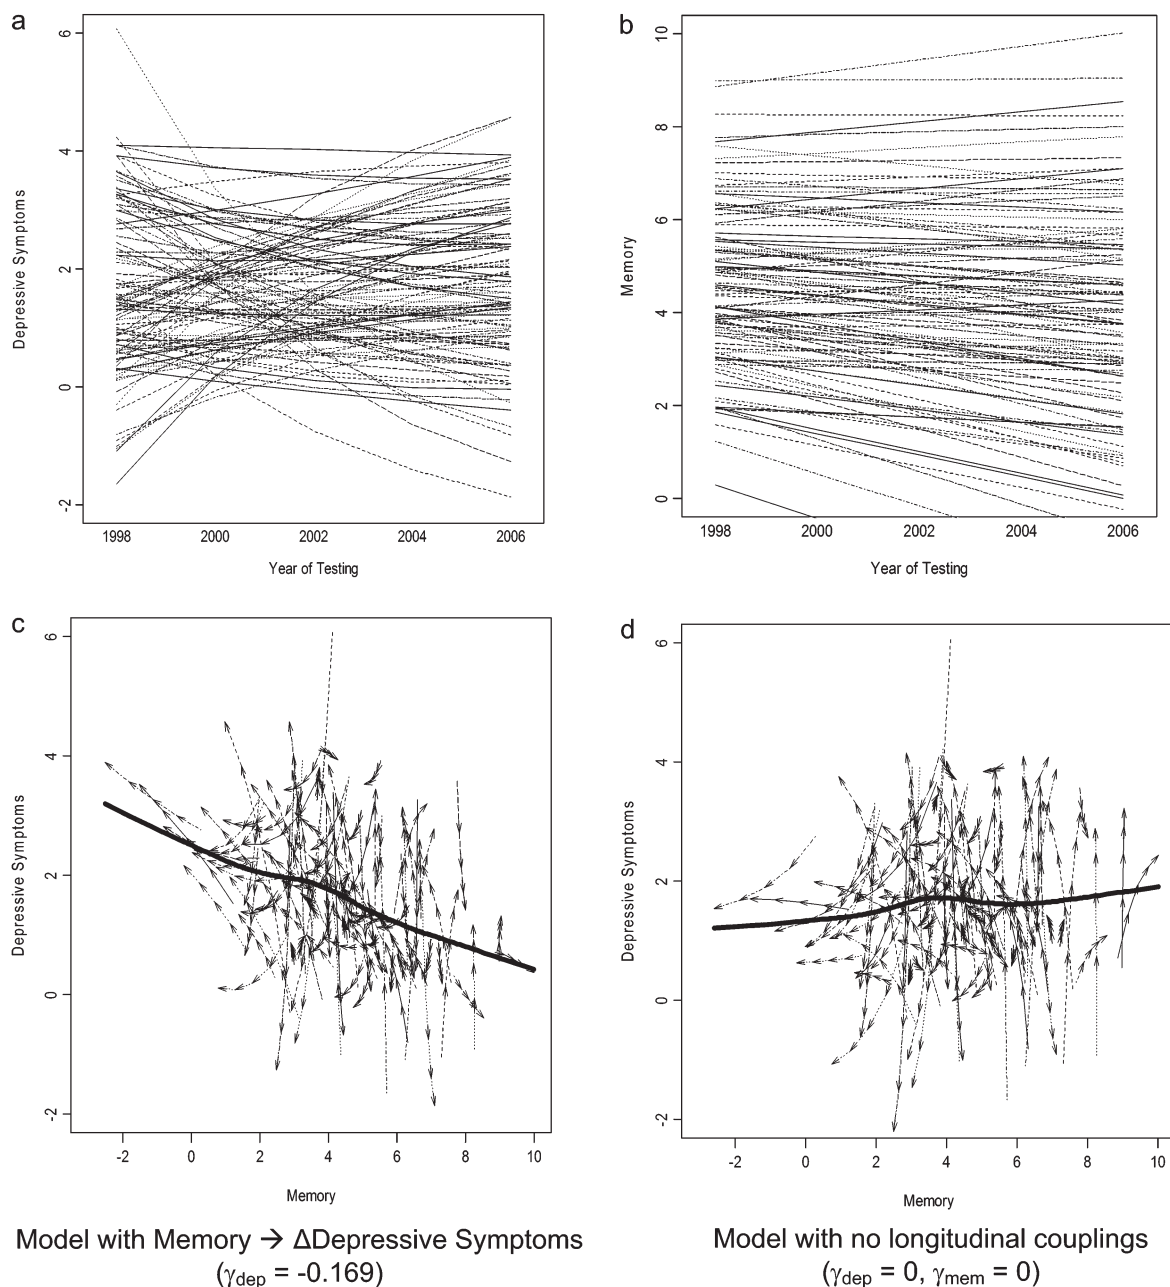 a
b
6
4
2
0
-2
Depressive Symptoms
1998 2000 2002 2004 2006
Year of Testing
10
8
6
4
2
0
Memory
1998 2000 2002 2004 2006
Year of Testing
c
d
6
4
2
0
-2
Depressive Symptoms
-2 0 2 4 6 8 10
Memory
6
4
2
0
-2
Depressive Symptoms
-2 0 2 4 6 8 10
Memory
Model with Memory → ΔDepressive Symptoms
(γdep = -0.169)
Model with no longitudinal couplings
(γdep = 0, γmem = 0)